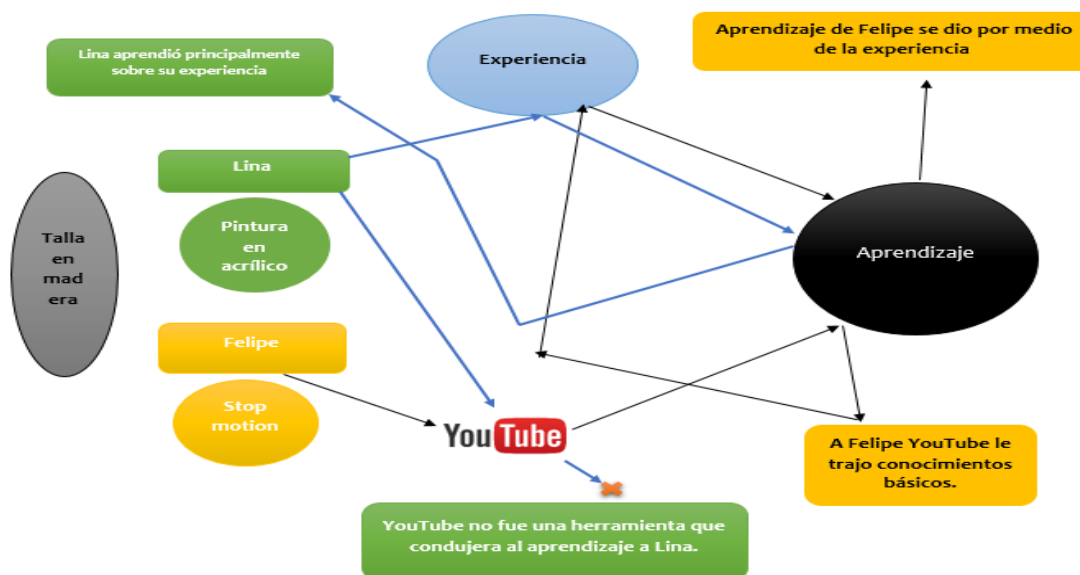 Lina aprendió principalmente
sobre su experiencia
Experiencia
Aprendizaje de Felipe se dio por medio
de la experiencia
Lina
Pintura
en
acrílico
Talla
en
mad
era
Aprendizaje
Felipe
Stop
motion
YouTube
A Felipe YouTube le
trajo conocimientos
básicos.
YouTube no fue una herramienta que
condujera al aprendizaje a Lina.